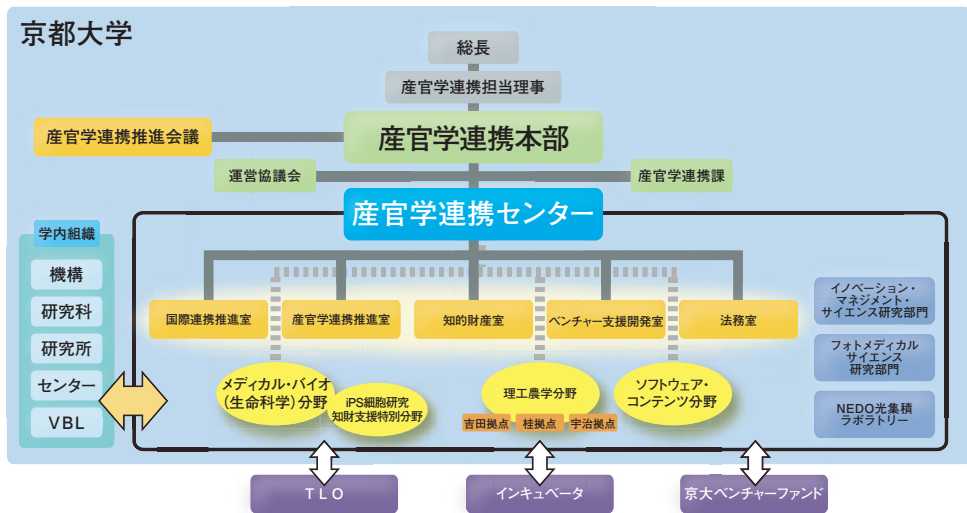 京都大学
総長
産官学連携担当理事
産官学連携本部
産官学連携推進会議
運営協議会
産官学連携課
産官学連携センター
学内組織
機構
研究科
研究所
センター
VBL
国際連携推進室
産官学連携推進室
知的財産室
ベンチャー支援開発室
法務室
イノベーション・
マネジメント・
サイエンス研究部門
フォトメディカル
サイエンス
研究部門
NEDO光集積
ラボラトリー
メディカル・バイオ
(生命科学)分野
iPS細胞研究
知財支援特別分野
理工農学分野
吉田拠点
桂拠点
宇治拠点
ソフトウェア・
コンテンツ分野
TLO
インキュベータ
京大ベンチャーファンド